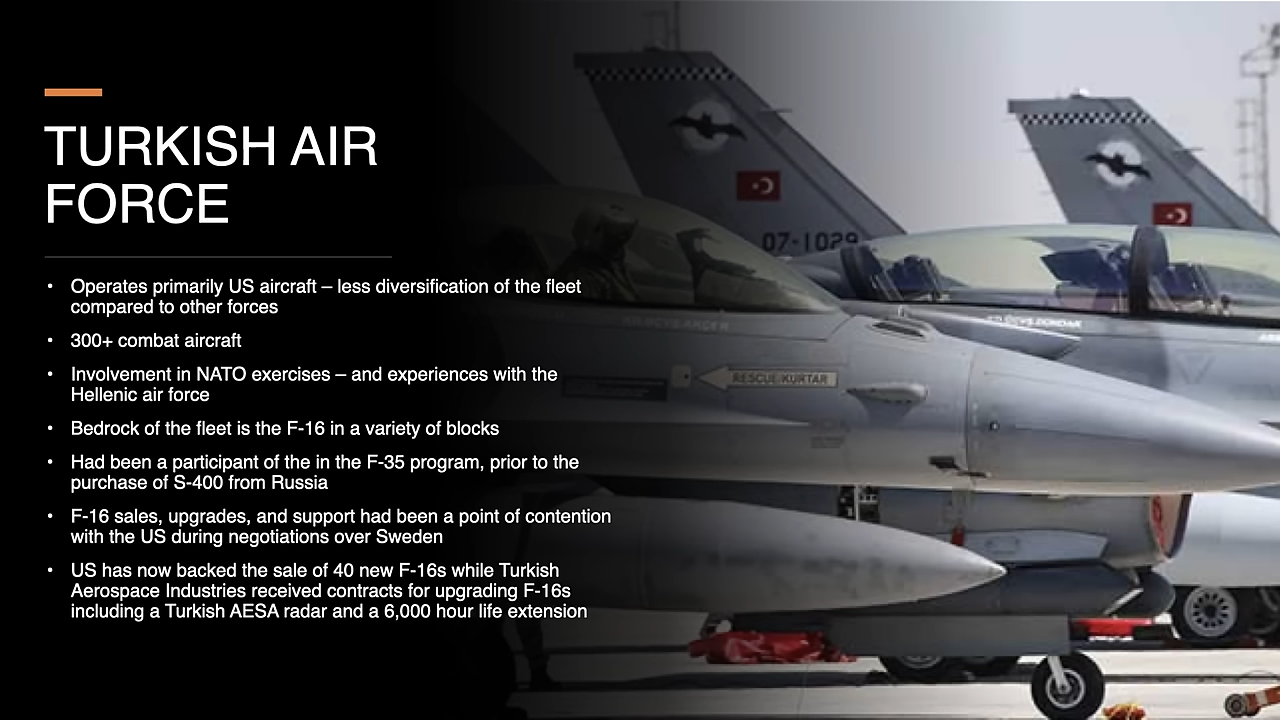 TURKISH AIR
FORCE
• Operates primarily US aircraft – less diversification of the fleet
compared to other forces
• 300+ combat aircraft
• Involvement in NATO exercises – and experiences with the
Hellenic air force
• Bedrock of the fleet is the F-16 in a variety of blocks
• Had been a participant of the in the F-35 program, prior to the
purchase of S-400 from Russia
• F-16 sales, upgrades, and support had been a point of contention
with the US during negotiations over Sweden
• US has now backed the sale of 40 new F-16s while Turkish
Aerospace Industries received contracts for upgrading F-16s
including a Turkish AESA radar and a 6,000 hour life extension
07-1029
RESCUE/KURTAR